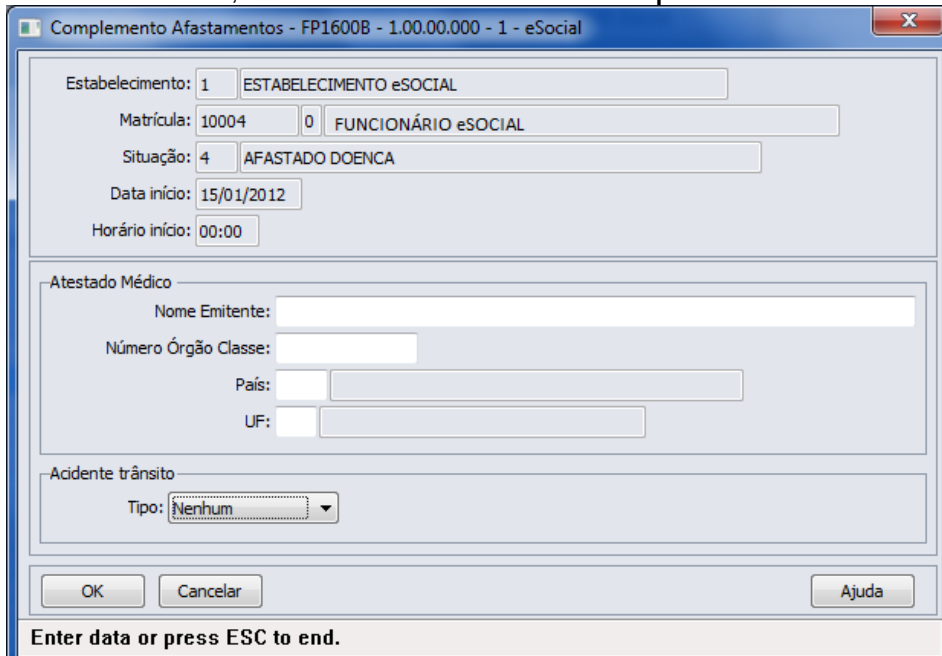 Complemento Afastamentos - FP1600B - 1.00.00.000 - 1 - eSocial
x
Estabelecimento: 1 ESTABELECIMENTO eSOCIAL
Matrícula: 10004 0 FUNCIONÁRIO eSOCIAL
Situação: 4 AFASTADO DOENCA
Data início: 15/01/2012
Horário início: 00:00
Atestado Médico
Nome Emitente:
Número Órgão Classe:
País:
UF:
Acidente trânsito
Tipo: Nenhum
OK Cancelar Ajuda
Enter data or press ESC to end.